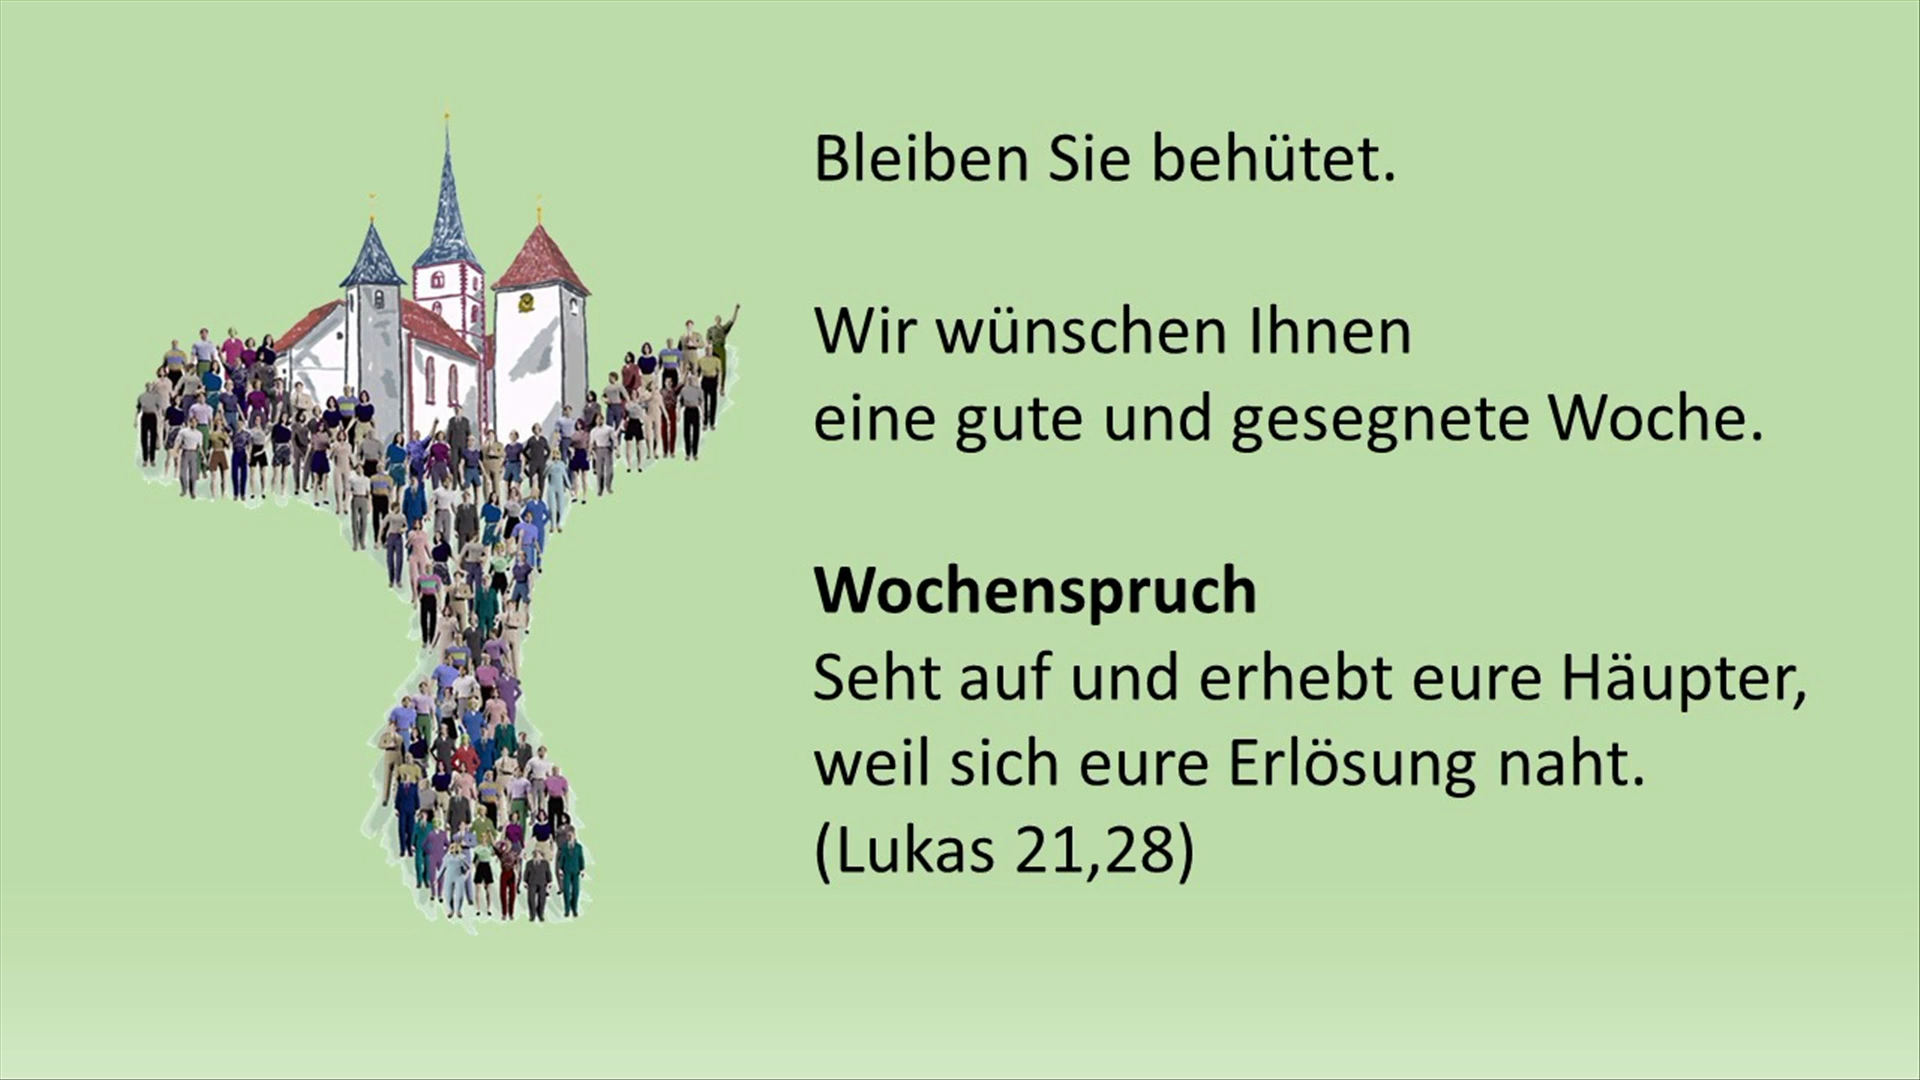 Bleiben Sie behütet.
Wir wünschen Ihnen
eine gute und gesegnete Woche.
Wochenspruch
Seht auf und erhebt eure Häupter,
weil sich eure Erlösung naht.
(Lukas 21,28)